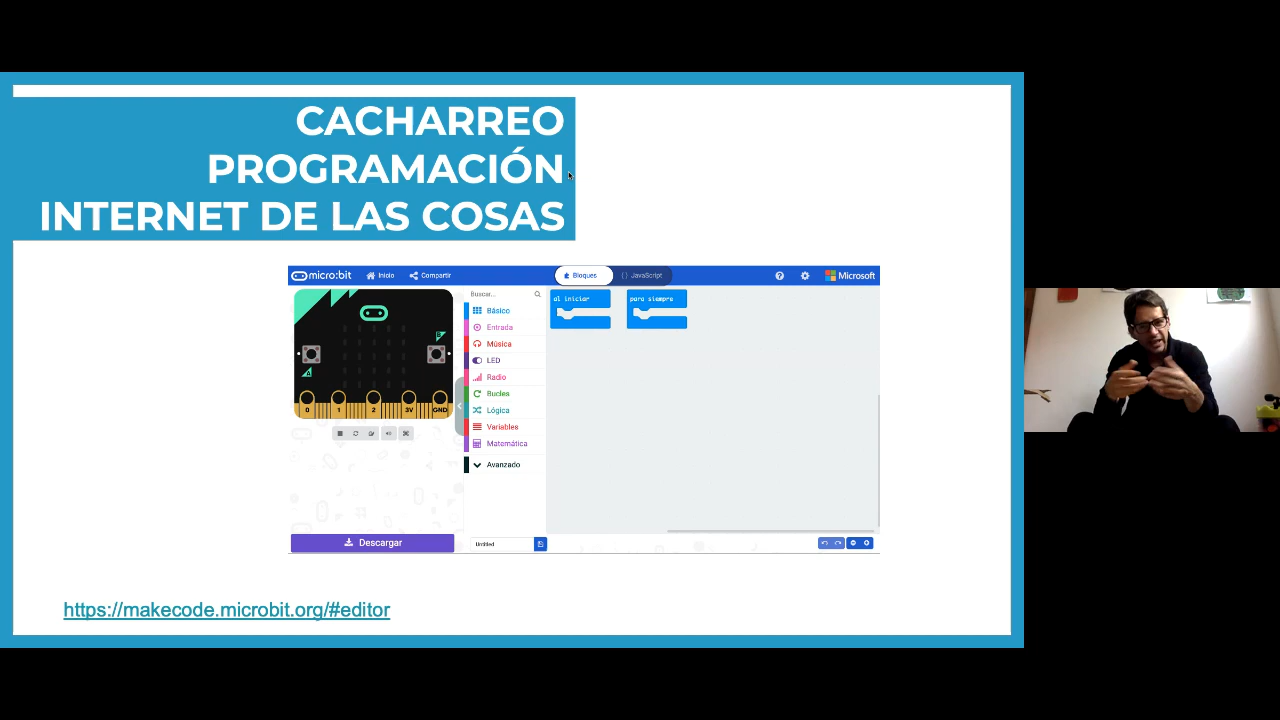 CACHARREO
PROGRAMACIÓN
INTERNET DE LAS COSAS
micro:bit
Inicio
Compartir
Bloques
{} JavaScript
?
Microsoft
Buscar...
Básico
Entrada
Música
LED
Radio
Bucles
Lógica
Variables
Matemática
Avanzado
al iniciar
para siempre
B
A
0 1 2 3V GND
Descargar
Untitled
https://makecode.microbit.org/#editor